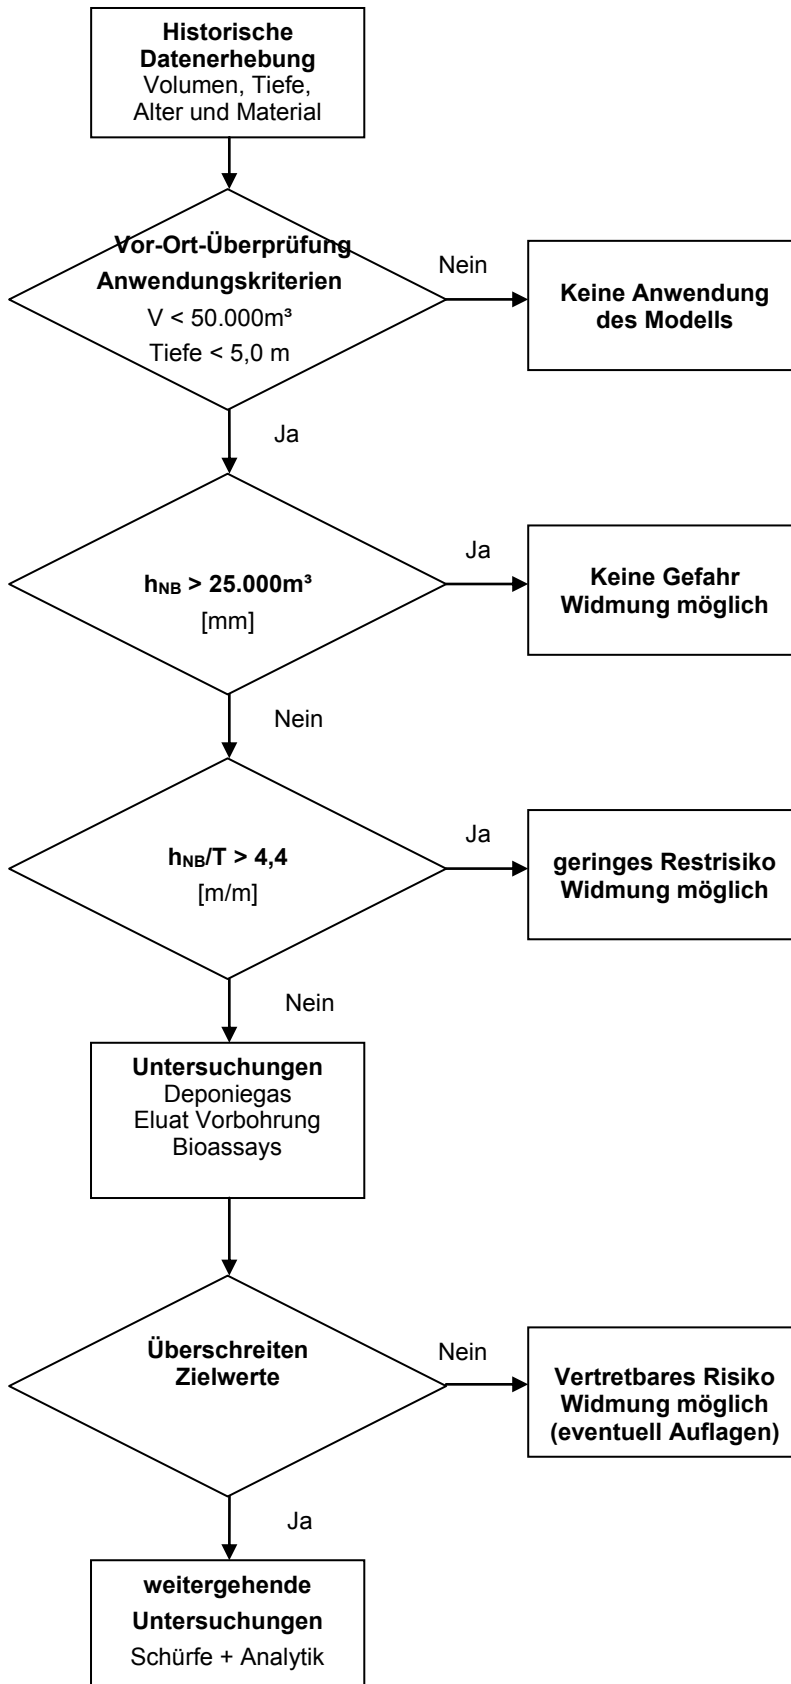 Historische
Datenerhebung
Volumen, Tiefe,
Alter und Material
Vor-Ort-Überprüfung
Anwendungskriterien
V < 50.000m³
Tiefe < 5,0 m
Nein
Keine Anwendung
des Modells
Ja
hNB > 25.000m³
[mm]
Ja
Keine Gefahr
Widmung möglich
Nein
hNB/T > 4,4
[m/m]
Ja
geringes Restrisiko
Widmung möglich
Nein
Untersuchungen
Deponiegas
Eluat Vorbohrung
Bioassays
Überschreiten
Zielwerte
Nein
Vertretbares Risiko
Widmung möglich
(eventuell Auflagen)
Ja
weitergehende
Untersuchungen
Schürfe + Analytik